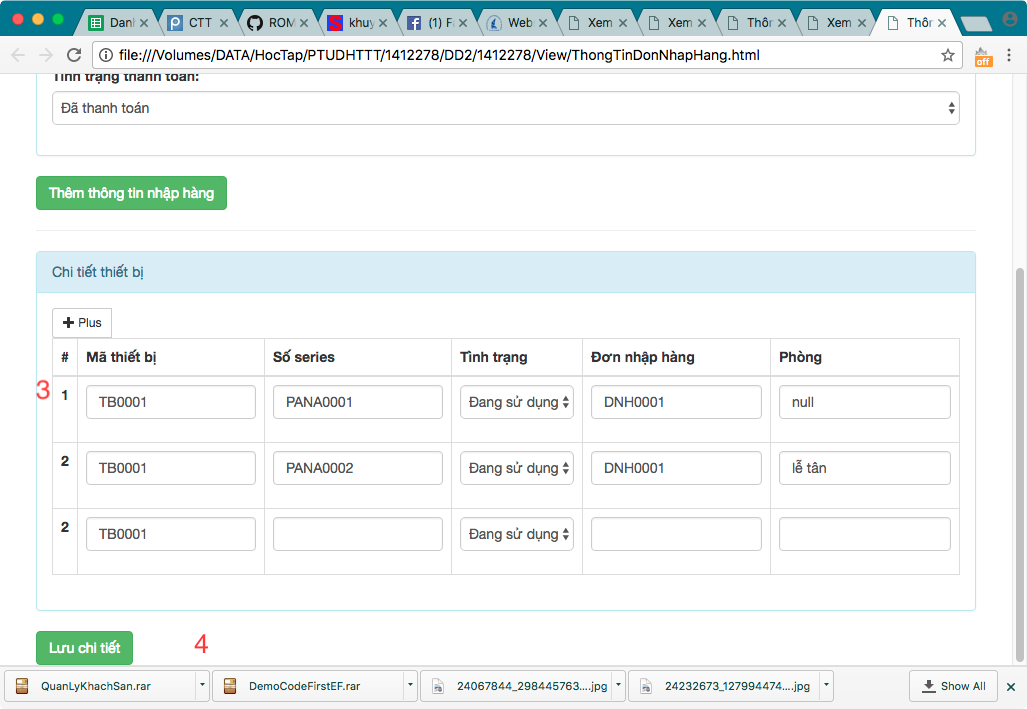 Danh
CTT
ROM
khuy
(1) F
Web
Xem
Xem
Thôn
Xem
Thôn
file:///Volumes/DATA/HocTap/PTUDHTTT/1412278/DD2/1412278/View/ThongTinDonNhapHang.html
off
Tình trạng thanh toán:
Đã thanh toán
Thêm thông tin nhập hàng
Chi tiết thiết bị
Plus
# Mã thiết bị Số series Tình trạng Đơn nhập hàng Phòng
3
1 TB0001 PANA0001 Đang sử dụng DNH0001 null
2 TB0001 PANA0002 Đang sử dụng DNH0001 lễ tân
2 TB0001 Đang sử dụng
Lưu chi tiết 4
QuanLyKhachSan.rar DemoCodeFirstEF.rar 24067844_298445763....jpg 24232673_127994474....jpg Show All